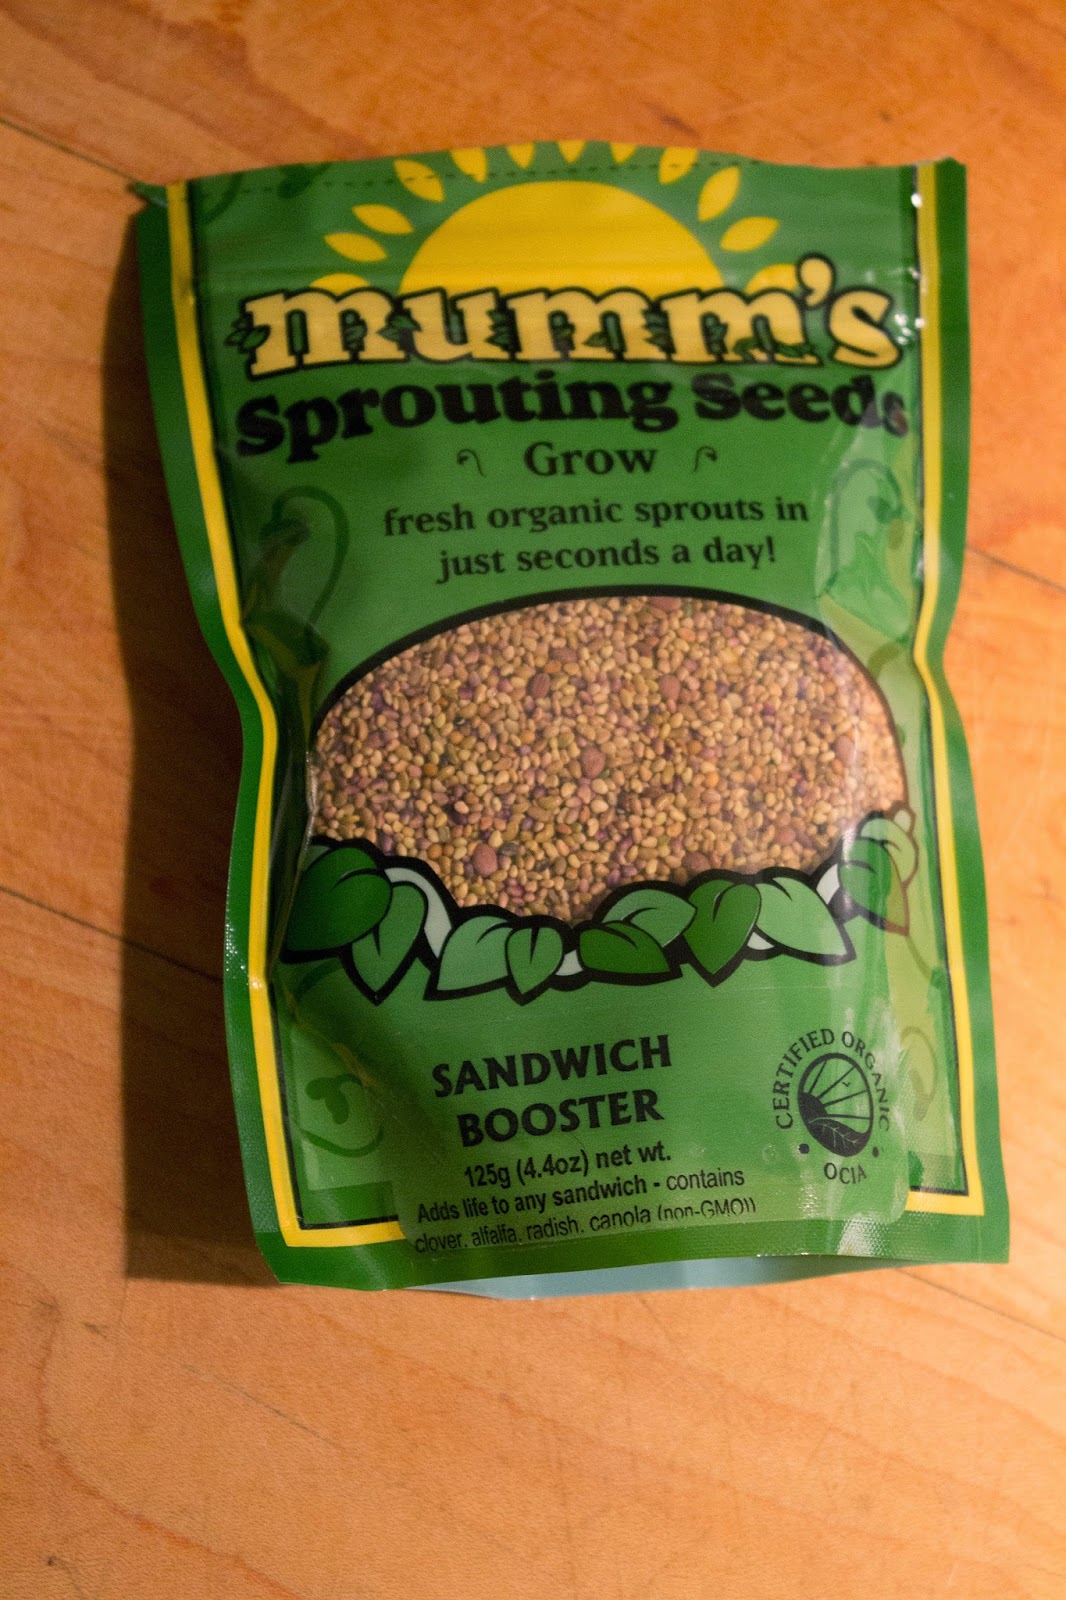 mumm's
Sprouting Seeds
Grow
fresh organic sprouts in
just seconds a day!
SANDWICH
BOOSTER
125g (4.4oz) net wt.
Adds life to any sandwich - contains
clover, alfalfa, radish, canola (non-GMO!)
CERTIFIED ORGANIC
OCIA